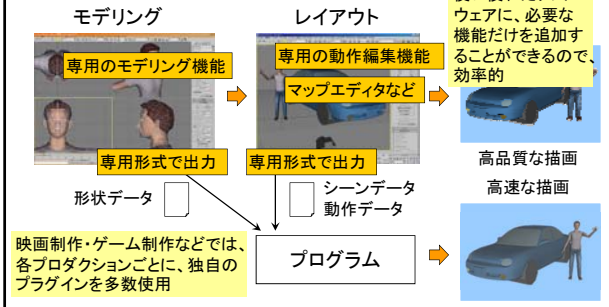 モデリング
レイアウト
ウェアに、必要な
機能だけを追加す
ることができるので、
効率的
専用のモデリング機能
専用の動作編集機能
マップエディタなど
専用形式で出力
専用形式で出力
高品質な描画
高速な描画
形状データ
シーンデータ
動作データ
映画制作・ゲーム制作などでは、
各プロダクションごとに、独自の
プラグインを多数使用
プログラム